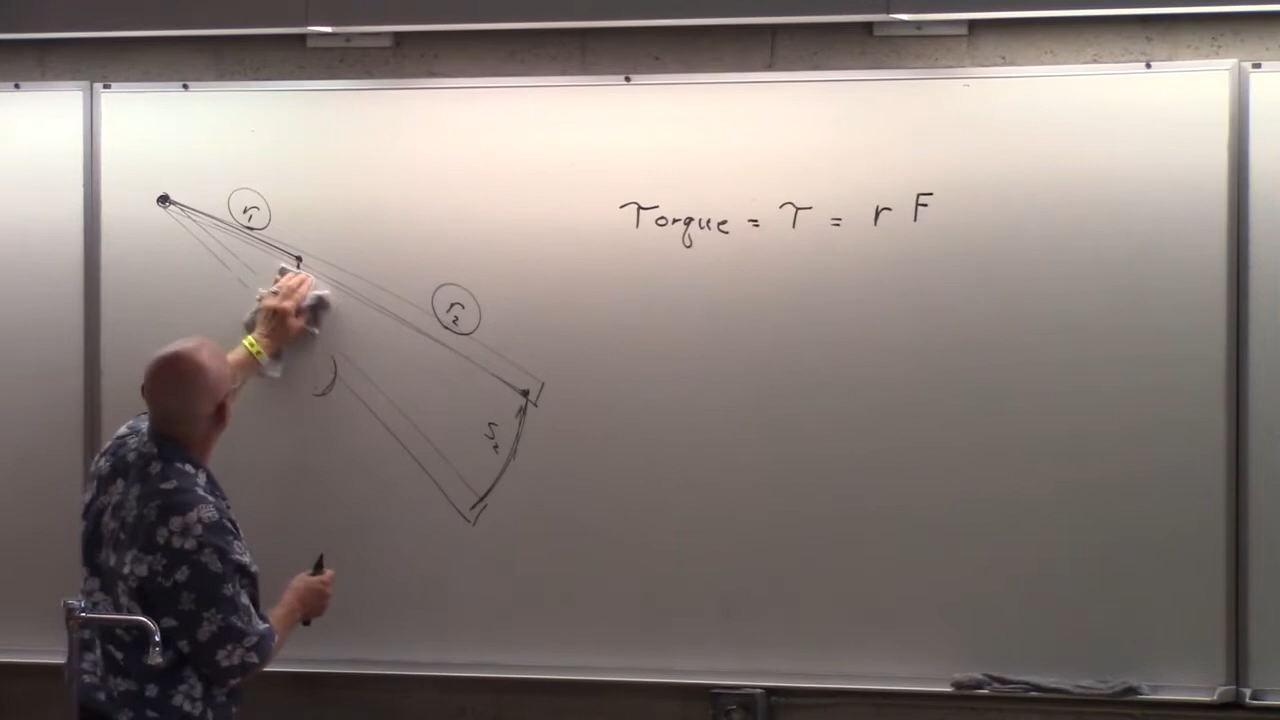 r₁
Torque = τ = r F
r₂
S₂